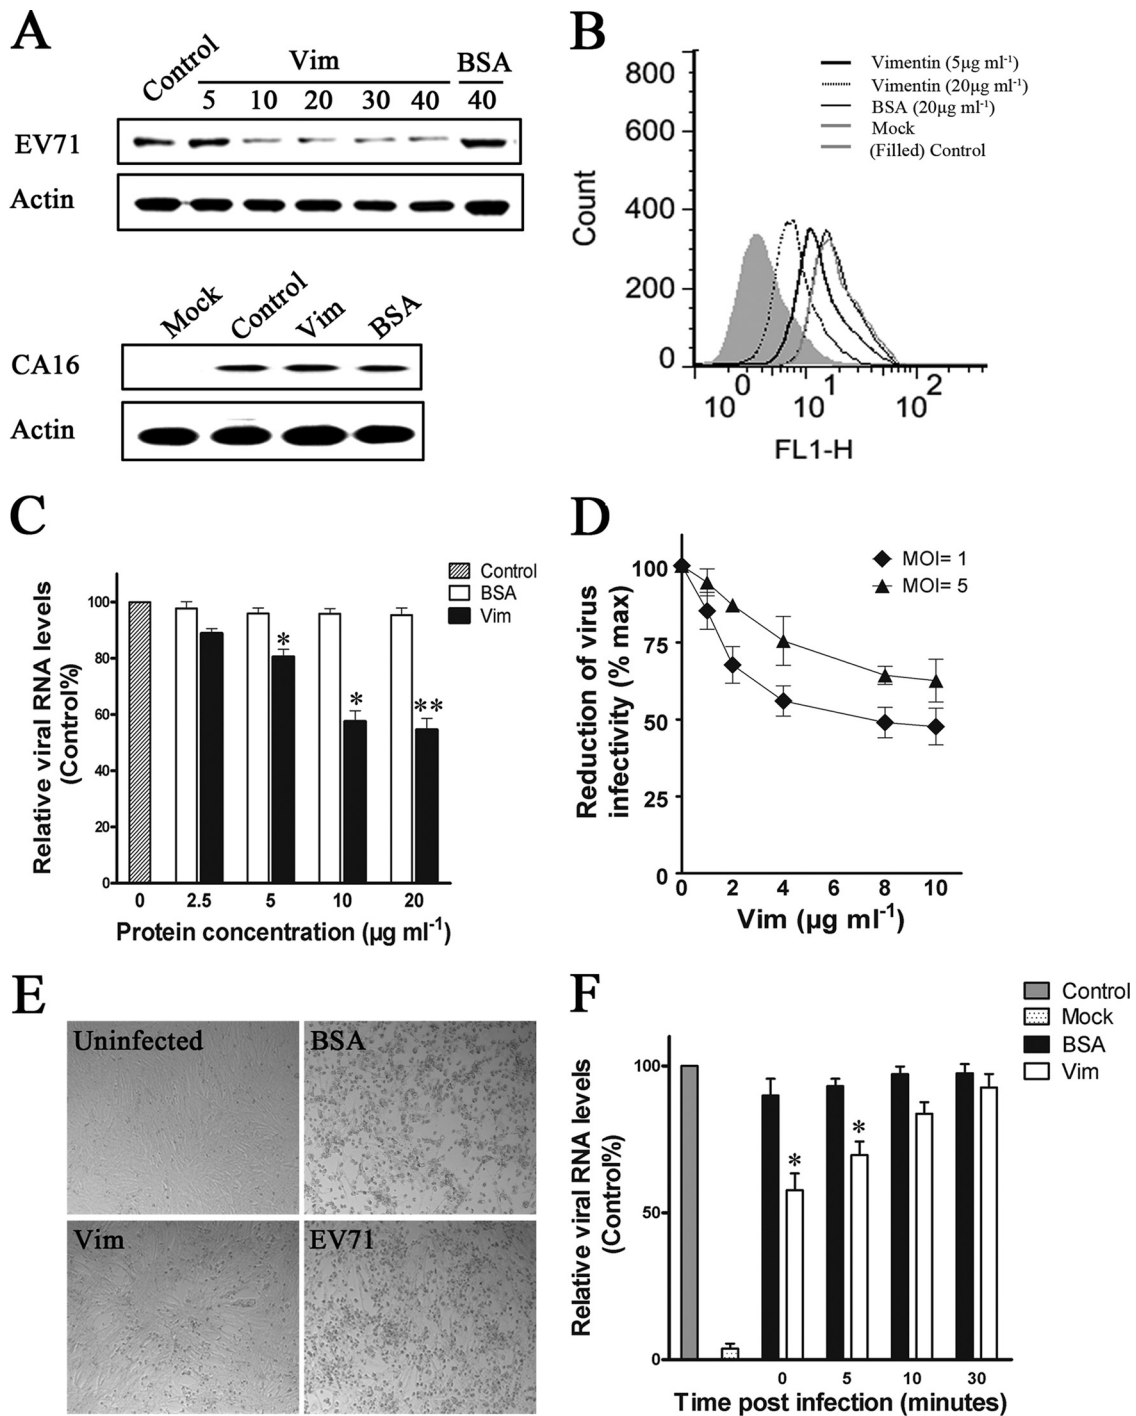 A
Control
Vim
BSA
5 10 20 30 40 40
EV71
Actin
Mock
Control
Vim
BSA
CA16
Actin
B
Vimentin (5µg ml⁻¹)
Vimentin (20µg ml⁻¹)
BSA (20µg ml⁻¹)
Mock
(Filled) Control
800
600
400
200
0
Count
10⁰ 10¹ 10²
FL1-H
C
Control
BSA
Vim
Relative viral RNA levels
(Control%)
100
80
60
40
20
0
*
*
**
0 2.5 5 10 20
Protein concentration (µg ml⁻¹)
D
MOI= 1
MOI= 5
Reduction of virus
infectivity (% max)
100
75
50
25
0
0 2 4 6 8 10
Vim (µg ml⁻¹)
E
Uninfected
BSA
Vim
EV71
F
Control
Mock
BSA
Vim
Relative viral RNA levels
(Control%)
100
50
0
*
*
0 5 10 30
Time post infection (minutes)